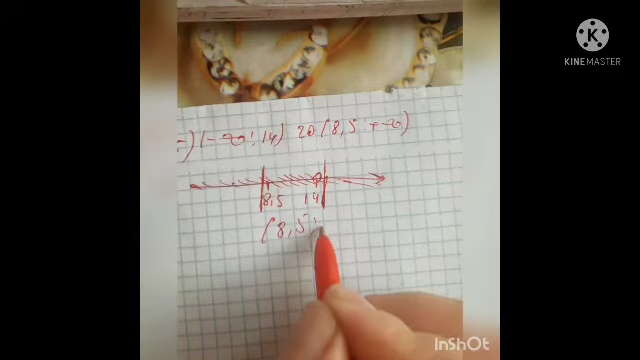 K
KINEMASTER
(-∞; 14) (8,5; +∞)
8,5 14
(8,5;
InShOt